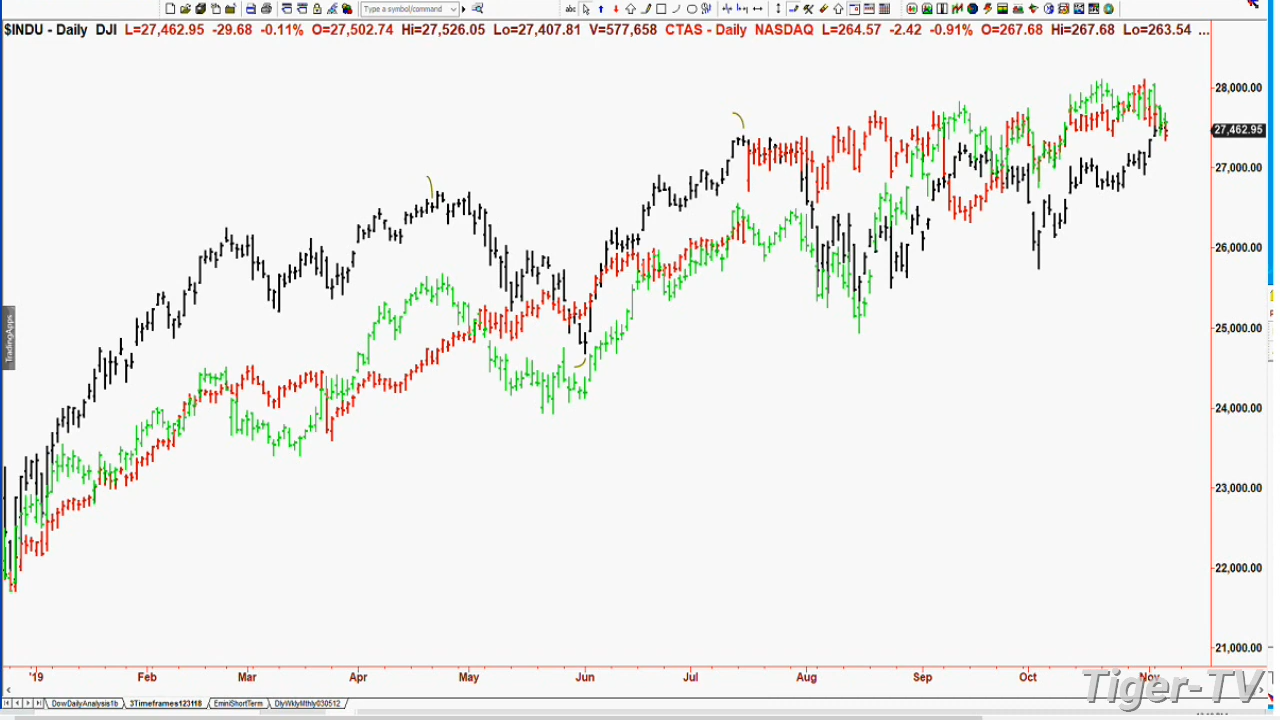 Type a symbol/command
abc
$INDU - Daily DJI L=27,462.95 -29.68 -0.11% O=27,502.74 Hi=27,526.05 Lo=27,407.81 V=577,658 CTAS - Daily NASDAQ L=264.57 -2.42 -0.91% O=267.68 Hi=267.68 Lo=263.54 ...
28,000.00
27,462.95
27,000.00
26,000.00
25,000.00
24,000.00
23,000.00
22,000.00
21,000.00
TradingApps
'19 Feb Mar Apr May Jun Jul Aug Sep Oct Nov
DowDailyAnalysis1b 3Timeframes123118 EminiShortTerm DlyWklyMthly030512
Tiger-TV